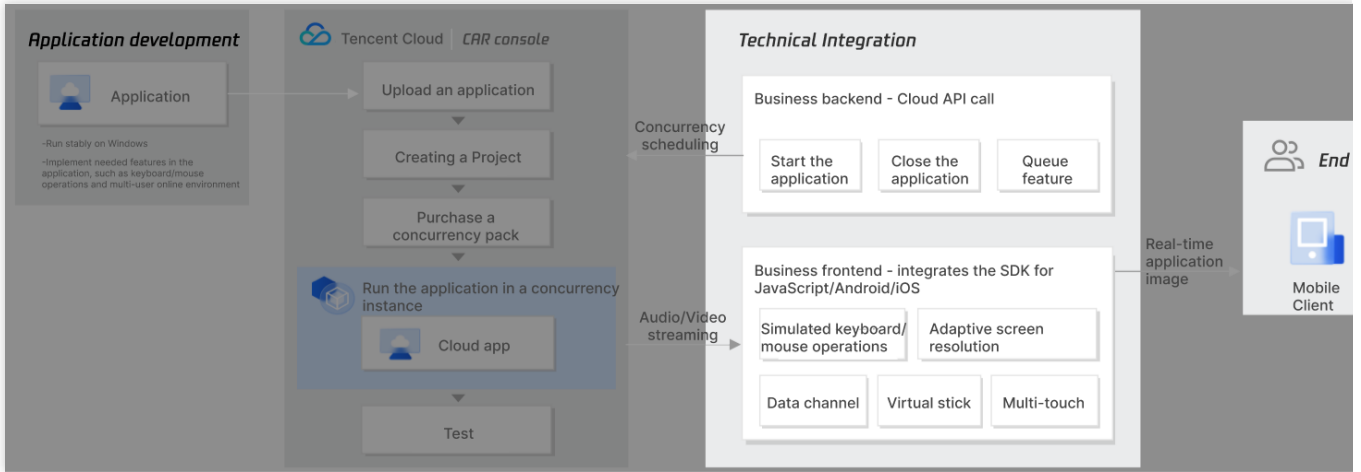 Application development
Application
-Run stably on Windows
-Implement needed features in the
application, such as keyboard/mouse
operations and multi-user online environment
Tencent Cloud | CAR console
Upload an application
Creating a Project
Purchase a
concurrency pack
Run the application in a concurrency
instance
Cloud app
Test
Concurrency
scheduling
Audio/Video
streaming
Technical Integration
Business backend - Cloud API call
Start the
application
Close the
application
Queue
feature
Business frontend - integrates the SDK for
JavaScript/Android/iOS
Simulated keyboard/
mouse operations
Adaptive screen
resolution
Data channel
Virtual stick
Multi-touch
Real-time
application
image
End
Mobile
Client